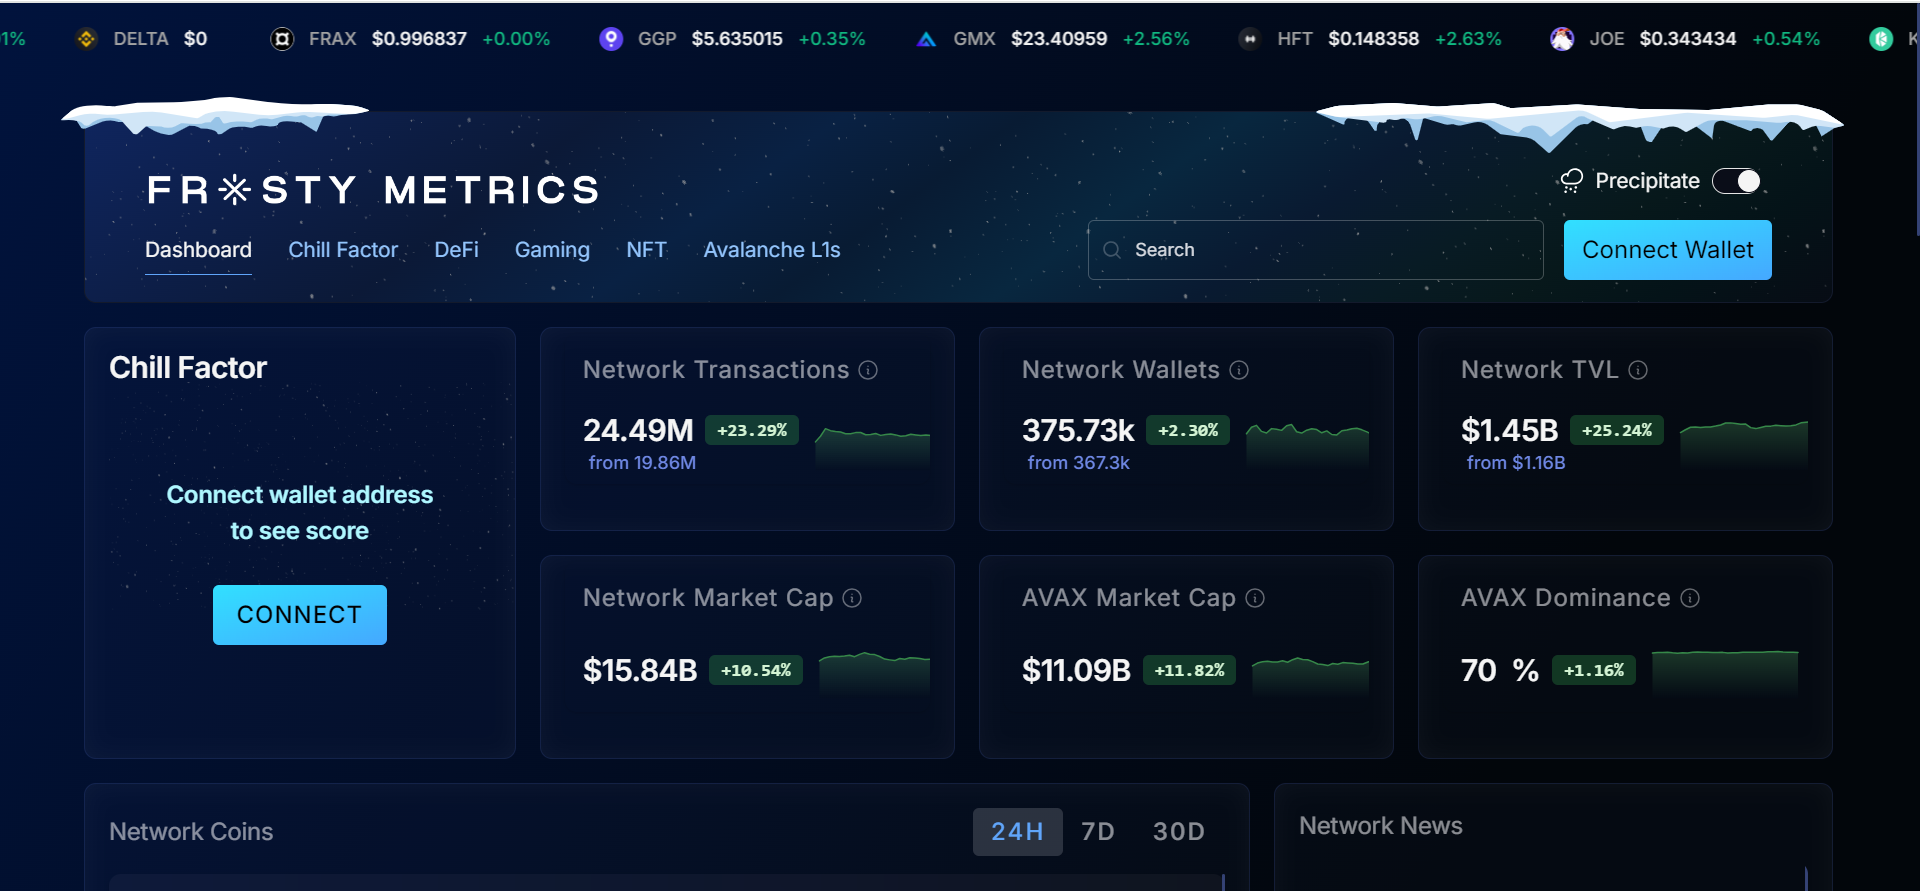 1% DELTA $0 FRAX $0.996837 +0.00% GGP $5.635015 +0.35% GMX $23.40959 +2.56% HFT $0.148358 +2.63% JOE $0.343434 +0.54%
FROSTY METRICS
Precipitate
Dashboard Chill Factor DeFi Gaming NFT Avalanche L1s Search Connect Wallet
Chill Factor
Connect wallet address
to see score
CONNECT
Network Transactions
24.49M +23.29%
from 19.86M
Network Wallets
375.73k +2.30%
from 367.3k
Network TVL
$1.45B +25.24%
from $1.16B
Network Market Cap
$15.84B +10.54%
AVAX Market Cap
$11.09B +11.82%
AVAX Dominance
70 % +1.16%
Network Coins 24H 7D 30D
Network News